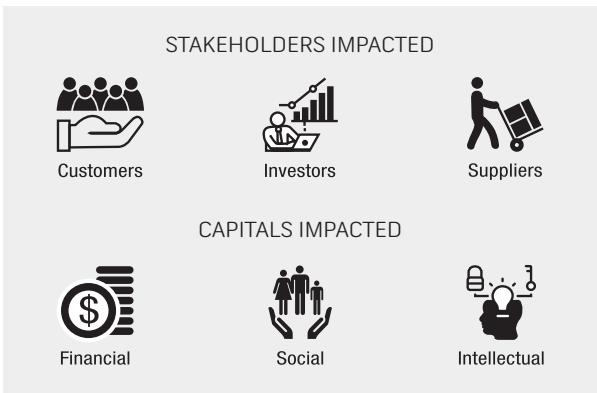 STAKEHOLDERS IMPACTED
Customers
Investors
Suppliers
CAPITALS IMPACTED
$
Financial
Social
Intellectual